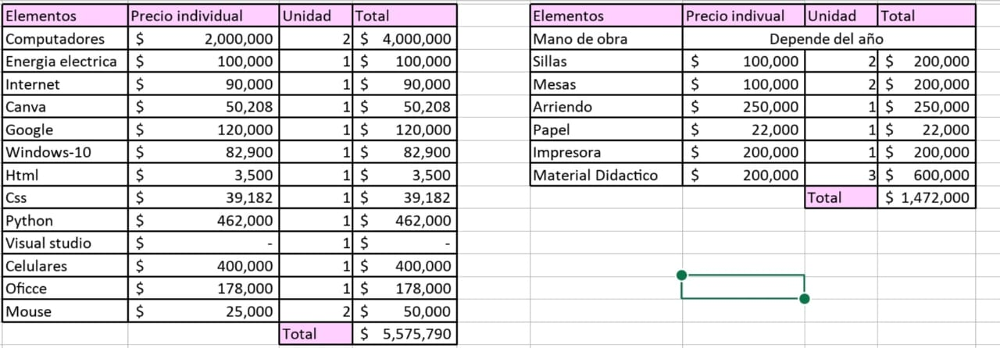 Elementos Precio individual Unidad Total
Computadores $ 2,000,000 2 $ 4,000,000
Energia electrica $ 100,000 1 $ 100,000
Internet $ 90,000 1 $ 90,000
Canva $ 50,208 1 $ 50,208
Google $ 120,000 1 $ 120,000
Windows-10 $ 82,900 1 $ 82,900
Html $ 3,500 1 $ 3,500
Css $ 39,182 1 $ 39,182
Python $ 462,000 1 $ 462,000
Visual studio $ - 1 $ -
Celulares $ 400,000 1 $ 400,000
Oficce $ 178,000 1 $ 178,000
Mouse $ 25,000 2 $ 50,000
Total $ 5,575,790
Elementos Precio indivual Unidad Total
Mano de obra Depende del año
Sillas $ 100,000 2 $ 200,000
Mesas $ 100,000 2 $ 200,000
Arriendo $ 250,000 1 $ 250,000
Papel $ 22,000 1 $ 22,000
Impresora $ 200,000 1 $ 200,000
Material Didactico $ 200,000 3 $ 600,000
Total $ 1,472,000